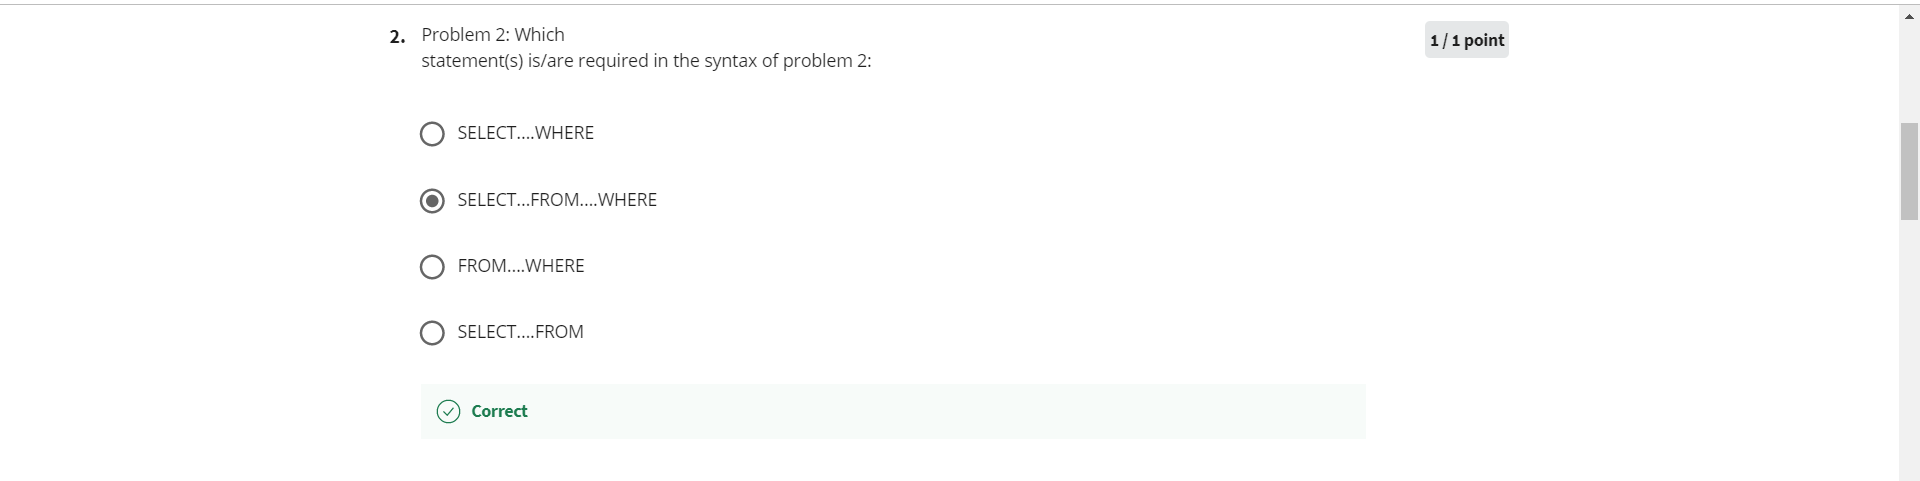 2. Problem 2: Which
1 / 1 point
statement(s) is/are required in the syntax of problem 2:
SELECT....WHERE
SELECT...FROM....WHERE
FROM....WHERE
SELECT....FROM
Correct